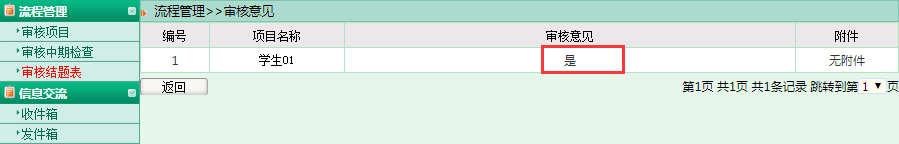 流程管理
审核项目
审核中期检查
审核结题表
信息交流
收件箱
发件箱
流程管理>>审核意见
编号 项目名称 审核意见 附件
1 学生01 是 无附件
返回 第1页 共1页 共1条记录 跳转到第 1 页